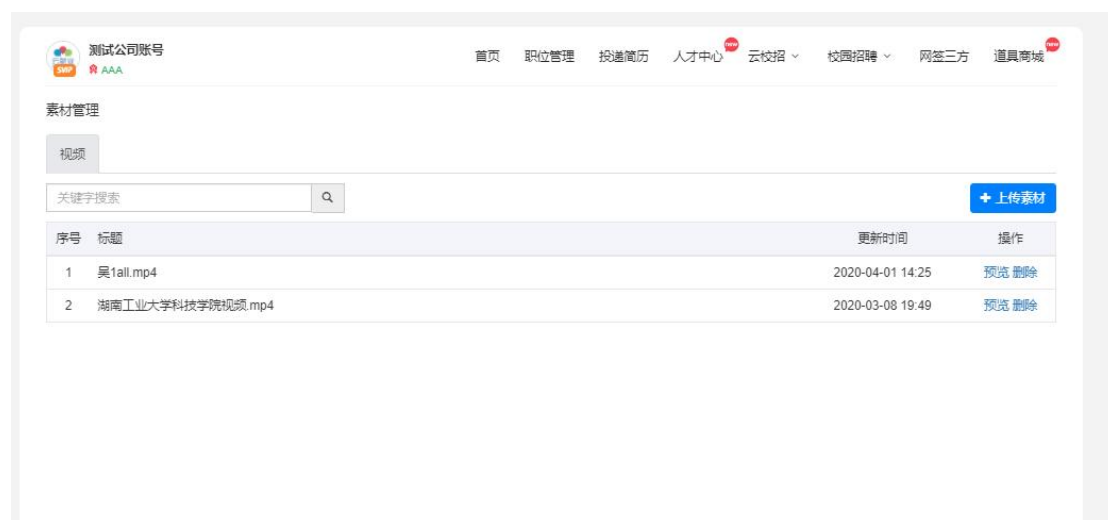 测试公司账号
AAA
SVIP
首页 职位管理 投递简历 人才中心 new 云校招 校园招聘 网签三方 道具商城 new
素材管理
视频
关键字搜索
+ 上传素材
序号 标题 更新时间 操作
1 吴1all.mp4 2020-04-01 14:25 预览 删除
2 湖南工业大学科技学院视频.mp4 2020-03-08 19:49 预览 删除